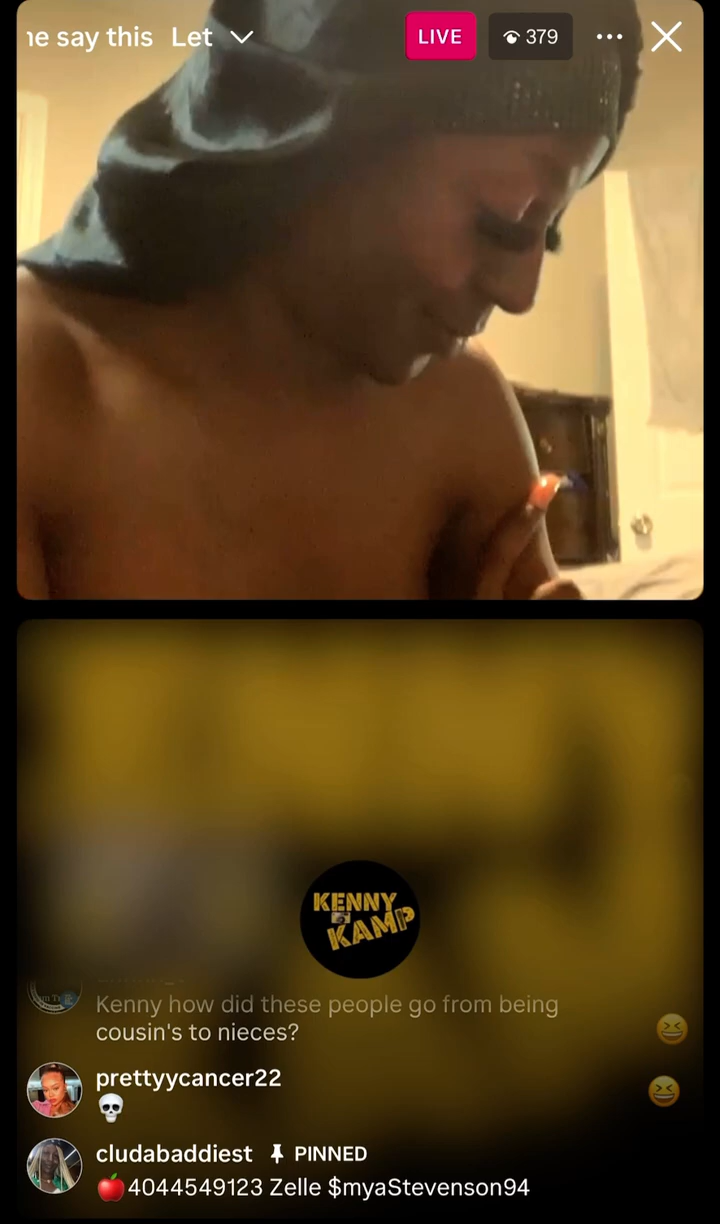 ne say this Let
LIVE
379
KENNY
KAMP
Kenny how did these people go from being
cousin's to nieces?
prettyycancer22
💀
cludabaddiest PINNED
🍎4044549123 Zelle $myaStevenson94